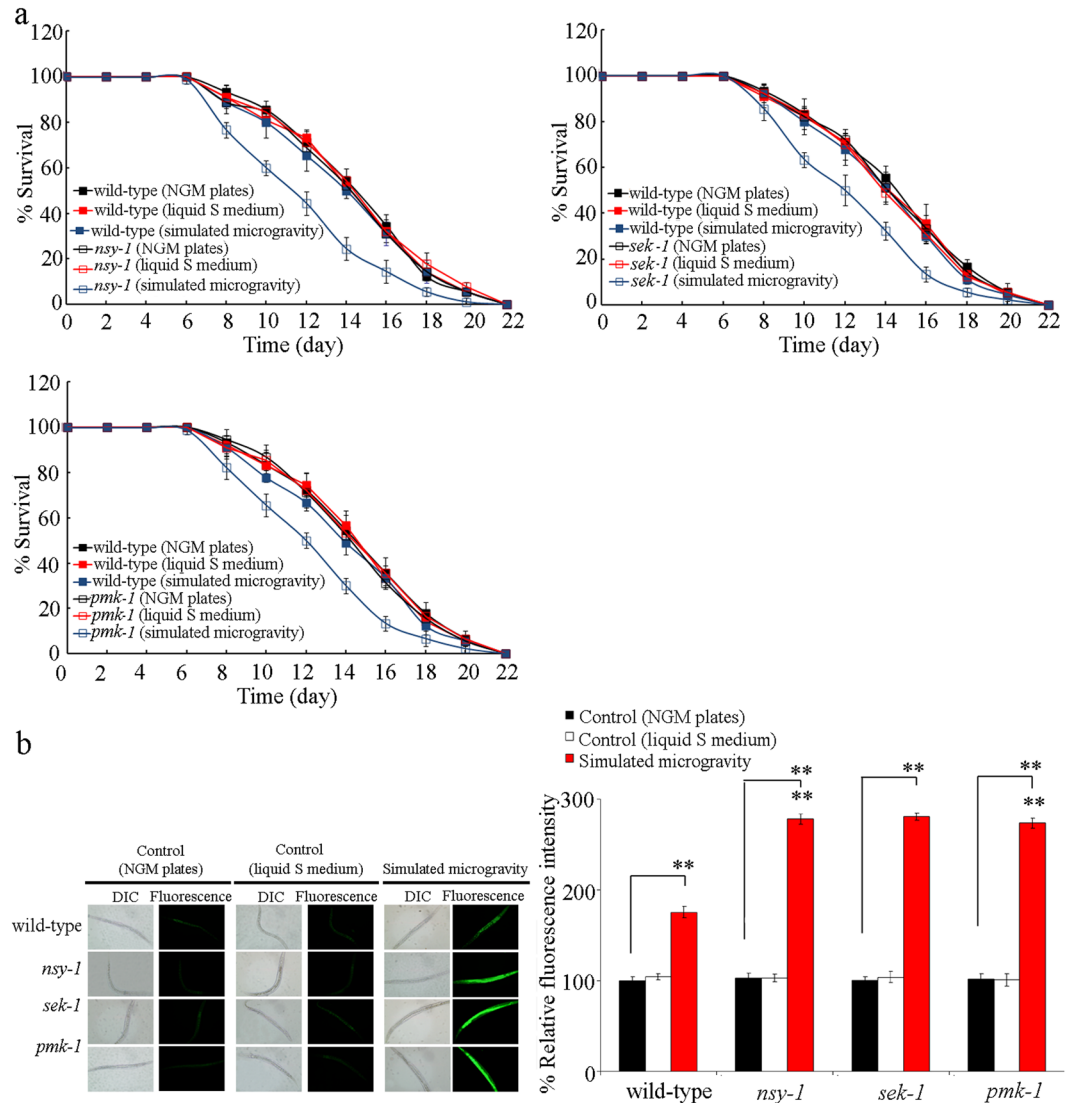 a
120
100
80
60
40
20
0
% Survival
wild-type (NGM plates)
wild-type (liquid S medium)
wild-type (simulated microgravity)
nsy-1 (NGM plates)
nsy-1 (liquid S medium)
nsy-1 (simulated microgravity)
0 2 4 6 8 10 12 14 16 18 20 22
Time (day)
120
100
80
60
40
20
0
% Survival
wild-type (NGM plates)
wild-type (liquid S medium)
wild-type (simulated microgravity)
sek-1 (NGM plates)
sek-1 (liquid S medium)
sek-1 (simulated microgravity)
0 2 4 6 8 10 12 14 16 18 20 22
Time (day)
120
100
80
60
40
20
0
% Survival
wild-type (NGM plates)
wild-type (liquid S medium)
wild-type (simulated microgravity)
pmk-1 (NGM plates)
pmk-1 (liquid S medium)
pmk-1 (simulated microgravity)
0 2 4 6 8 10 12 14 16 18 20 22
Time (day)
b
Control
(NGM plates)
Control
(liquid S medium)
Simulated microgravity
DIC Fluorescence DIC Fluorescence DIC Fluorescence
wild-type
nsy-1
sek-1
pmk-1
Control (NGM plates)
Control (liquid S medium)
Simulated microgravity
% Relative fluorescence intensity
300
200
100
0
**
**
**
**
**
**
wild-type nsy-1 sek-1 pmk-1